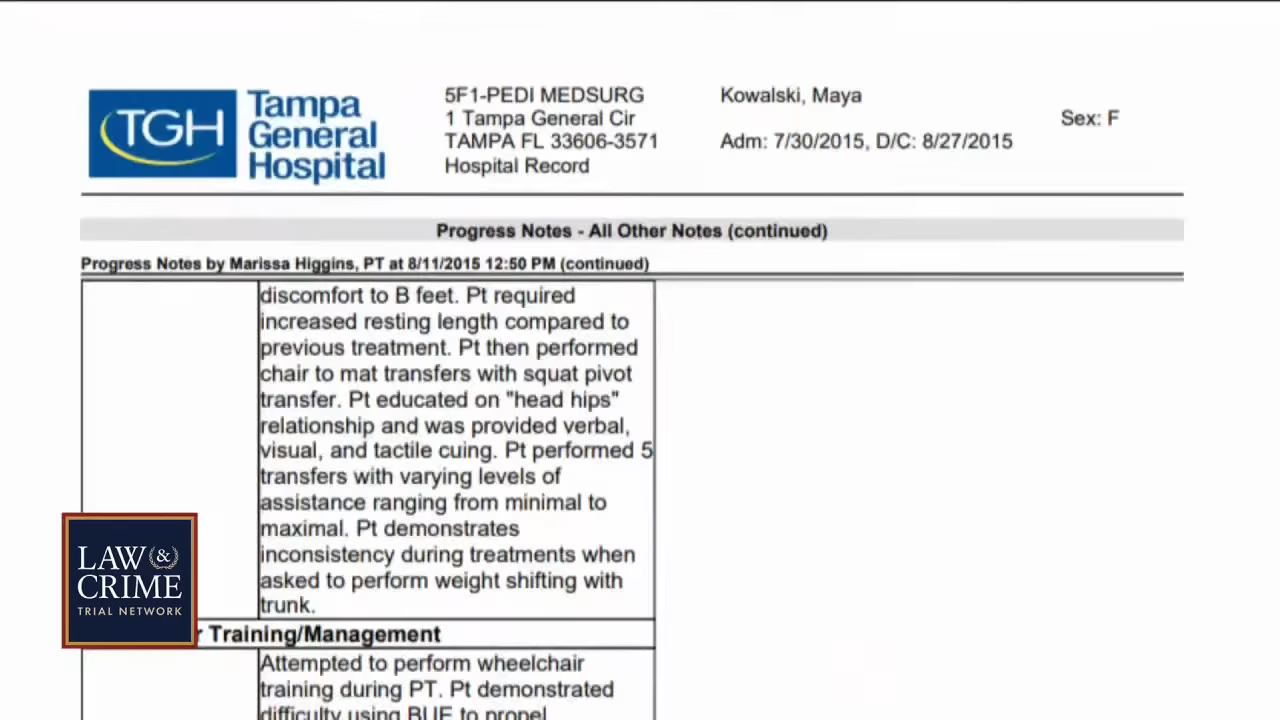 TGH
Tampa
General
Hospital
5F1-PEDI MEDSURG
1 Tampa General Cir
TAMPA FL 33606-3571
Hospital Record
Kowalski, Maya
Adm: 7/30/2015, D/C: 8/27/2015
Sex: F
Progress Notes - All Other Notes (continued)
Progress Notes by Marissa Higgins, PT at 8/11/2015 12:50 PM (continued)
discomfort to B feet. Pt required
increased resting length compared to
previous treatment. Pt then performed
chair to mat transfers with squat pivot
transfer. Pt educated on "head hips"
relationship and was provided verbal,
visual, and tactile cuing. Pt performed 5
transfers with varying levels of
assistance ranging from minimal to
maximal. Pt demonstrates
inconsistency during treatments when
asked to perform weight shifting with
trunk.
r Training/Management
Attempted to perform wheelchair
training during PT. Pt demonstrated
difficulty using BUE to propel
LAW &
CRIME
TRIAL NETWORK